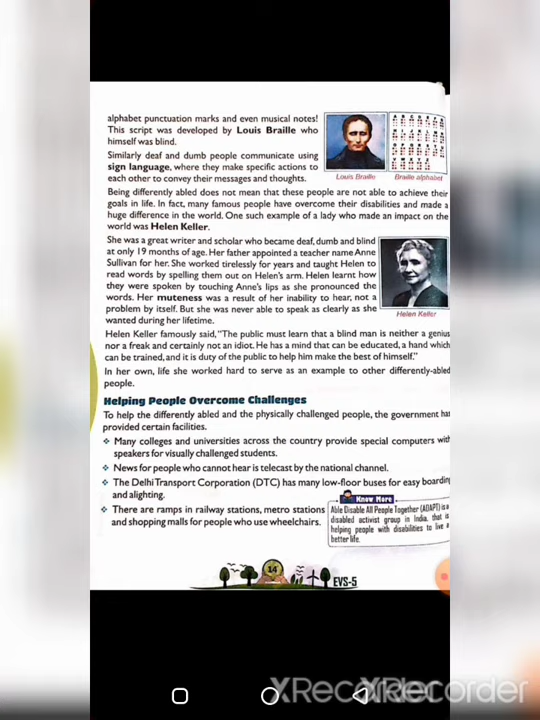 alphabet punctuation marks and even musical notes!
This script was developed by Louis Braille who
himself was blind.
Louis Braille
Braille alphabet
Similarly deaf and dumb people communicate using
sign language, where they make specific actions to
each other to convey their messages and thoughts.
Being differently abled does not mean that these people are not able to achieve their
goals in life. In fact, many famous people have overcome their disabilities and made a
huge difference in the world. One such example of a lady who made an impact on the
world was Helen Keller.
She was a great writer and scholar who became deaf, dumb and blind
at only 19 months of age. Her father appointed a teacher name Anne
Sullivan for her. She worked tirelessly for years and taught Helen to
read words by spelling them out on Helen's arm. Helen learnt how
they were spoken by touching Anne's lips as she pronounced the
words. Her muteness was a result of her inability to hear, not a
problem by itself. But she was never able to speak as clearly as she
wanted during her lifetime.
Helen Keller
Helen Keller famously said, "The public must learn that a blind man is neither a genius
nor a freak and certainly not an idiot. He has a mind that can be educated, a hand which
can be trained, and it is duty of the public to help him make the best of himself."
In her own, life she worked hard to serve as an example to other differently-abled
people.
Helping People Overcome Challenges
To help the differently abled and the physically challenged people, the government has
provided certain facilities.
❖ Many colleges and universities across the country provide special computers with
speakers for visually challenged students.
❖ News for people who cannot hear is telecast by the national channel.
❖ The Delhi Transport Corporation (DTC) has many low-floor buses for easy boarding
and alighting.
❖ There are ramps in railway stations, metro stations
and shopping malls for people who use wheelchairs.
Know More
Able Disable All People Together (ADAPT) is a
disabled activist group in India, that is
helping people with disabilities to live a
better life.
14
EVS-5
XRecorder